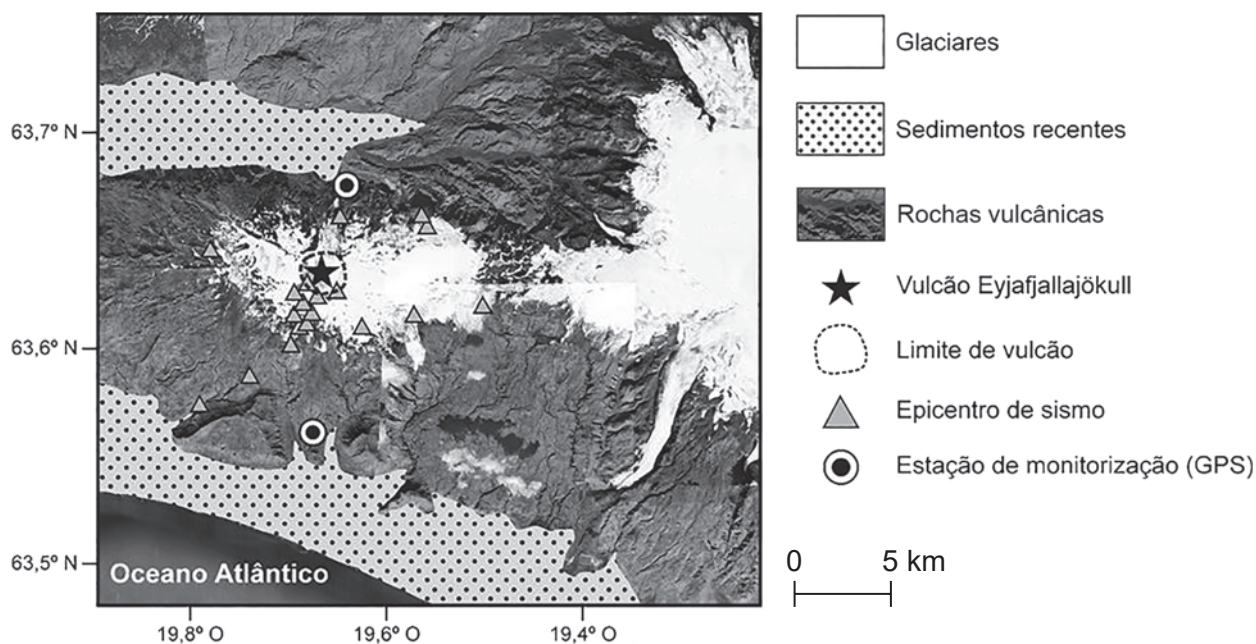 63,7º N
63,6º N
63,5º N
Oceano Atlântico
19,8º O
19,6º O
19,4º O
Glaciares
Sedimentos recentes
Rochas vulcânicas
Vulcão Eyjafjallajökull
Limite de vulcão
Epicentro de sismo
Estação de monitorização (GPS)
0 5 km